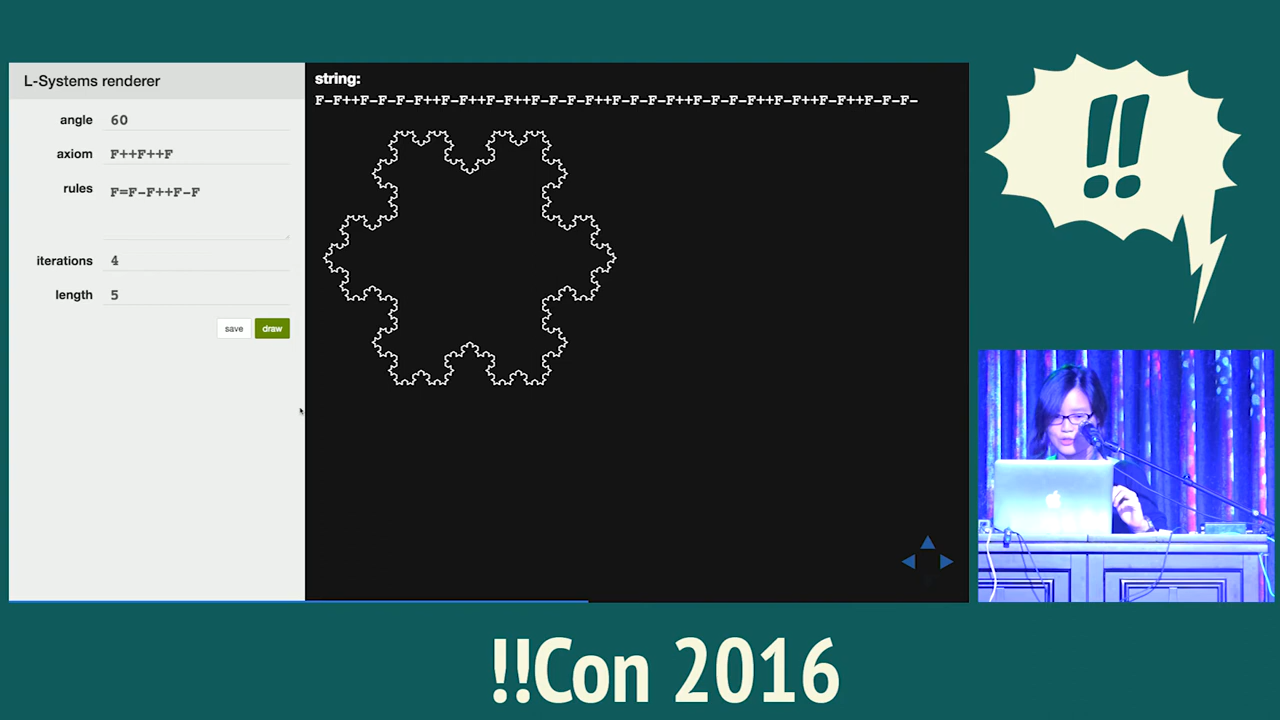 L-Systems renderer
angle 60
axiom F++F++F
rules F=F-F++F-F
iterations 4
length 5
save draw
string:
F-F++F-F-F-F++F-F++F-F++F-F-F-F++F-F-F-F++F-F-F-F++F-F++F-F++F-F-F-
!!
!!Con 2016